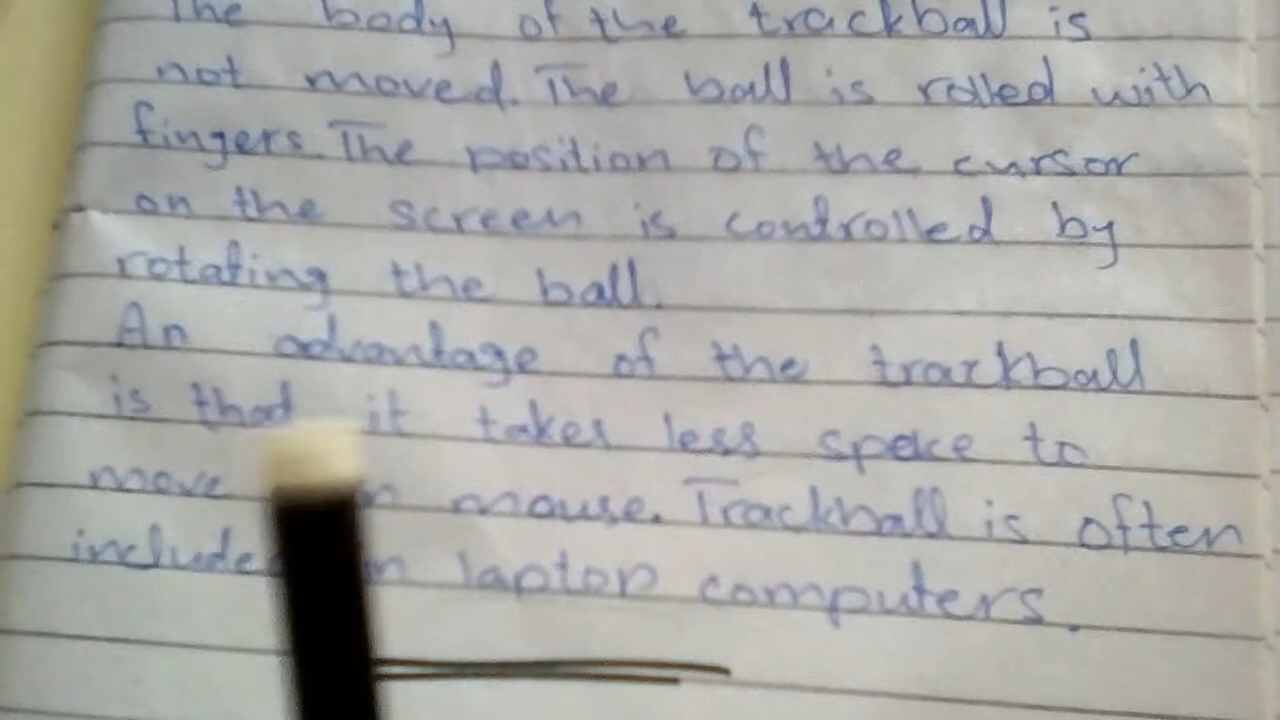 The body of the trackball is
not moved. The ball is rolled with
fingers. The position of the cursor
on the screen is controlled by
rotating the ball.
An advantage of the trackball
is that it takes less space to
move mouse. Trackball is often
laptop computers.